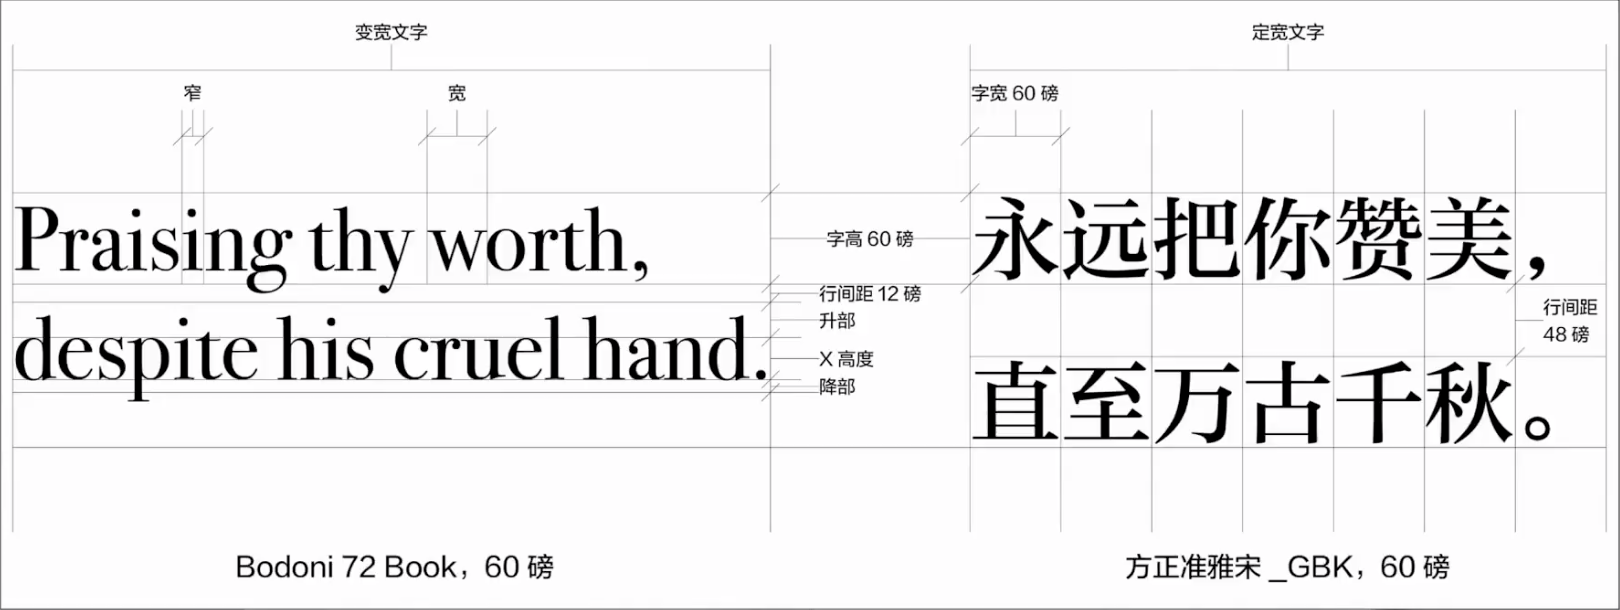 变宽文字
定宽文字
窄
宽
字宽 60 磅
Praising thy worth,
despite his cruel hand.
字高 60 磅
行间距 12 磅
升部
X 高度
降部
永远把你赞美，
直至万古千秋。
行间距
48 磅
Bodoni 72 Book，60 磅
方正准雅宋 _GBK，60 磅